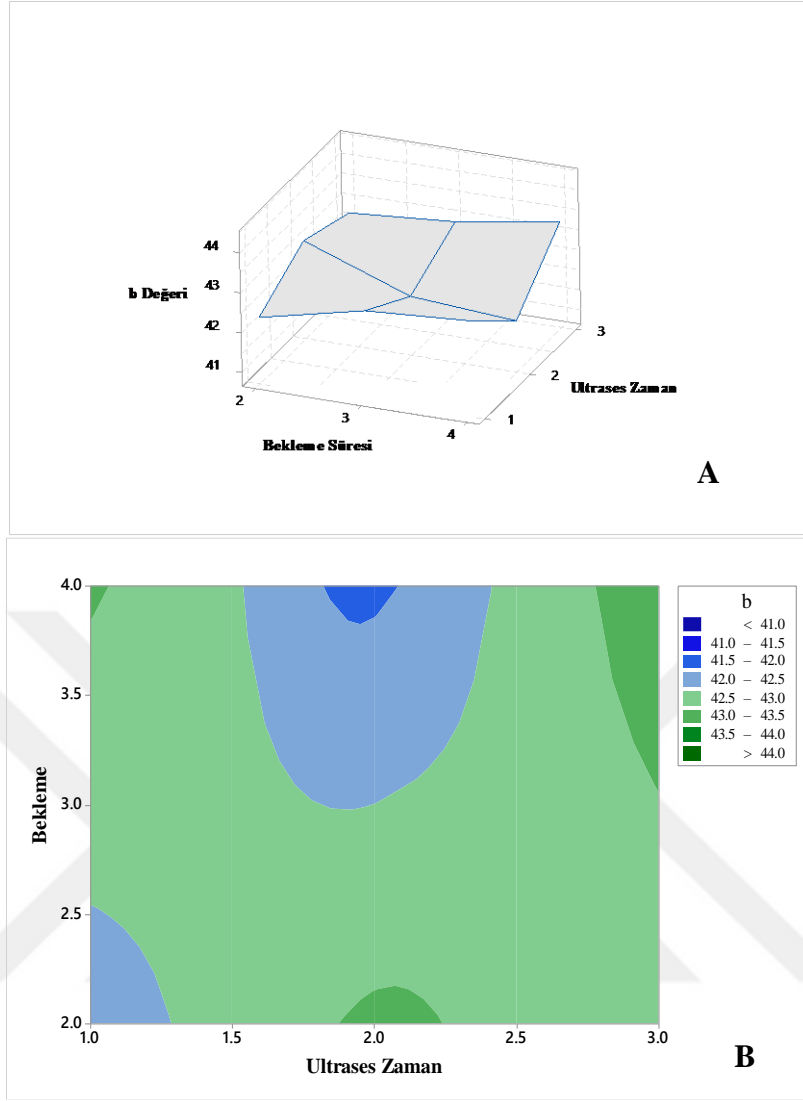 44
43
b Değeri
42
41
2
3
4
Bekleme Süresi
1
2
3
Ultrases Zaman
A
4.0
3.5
3.0
2.5
2.0
Bekleme
1.0
1.5
2.0
2.5
3.0
Ultrases Zaman
b
< 41.0
41.0 – 41.5
41.5 – 42.0
42.0 – 42.5
42.5 – 43.0
43.0 – 43.5
43.5 – 44.0
> 44.0
B